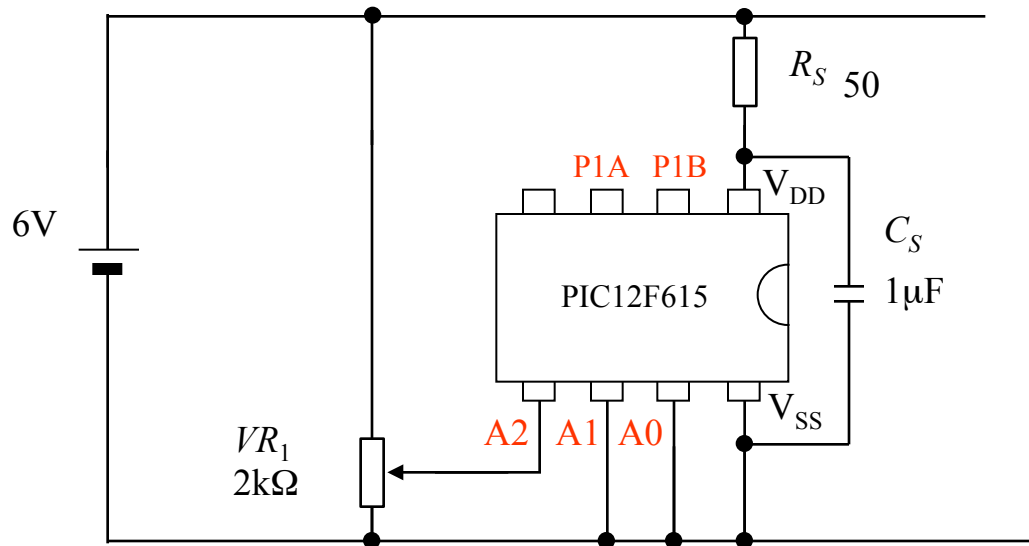 R_S 50
P1A P1B
V_DD
6V
C_S
1μF
PIC12F615
V_SS
A2 A1 A0
VR_1
2kΩ